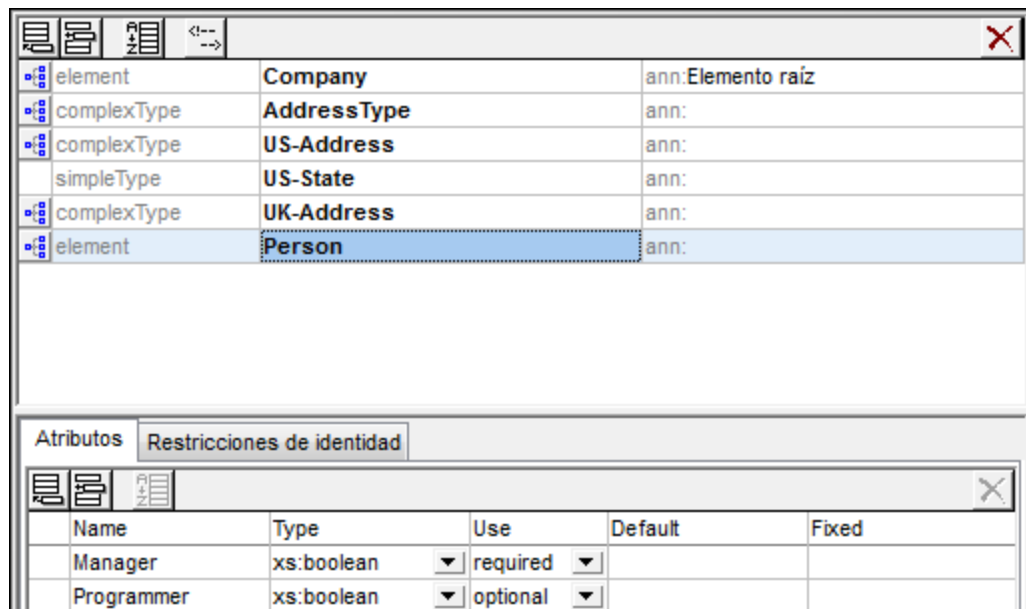 element Company ann:Elemento raíz
complexType AddressType ann:
complexType US-Address ann:
simpleType US-State ann:
complexType UK-Address ann:
element Person ann:
Atributos Restricciones de identidad
Name Type Use Default Fixed
Manager xs:boolean required
Programmer xs:boolean optional